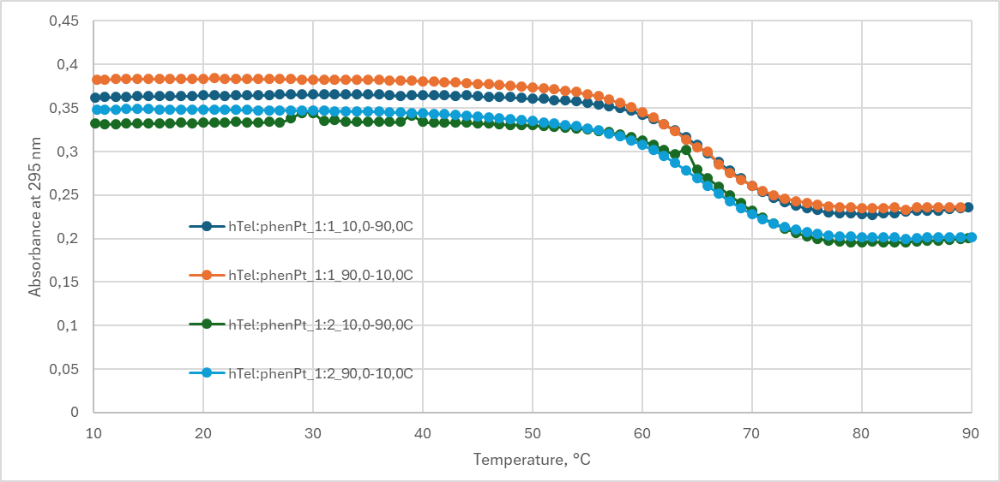 0,45
0,4
0,35
0,3
0,25
0,2
0,15
0,1
0,05
0
Absorbance at 295 nm
hTel:phenPt_1:1_10,0-90,0C
hTel:phenPt_1:1_90,0-10,0C
hTel:phenPt_1:2_10,0-90,0C
hTel:phenPt_1:2_90,0-10,0C
10 20 30 40 50 60 70 80 90
Temperature, °C